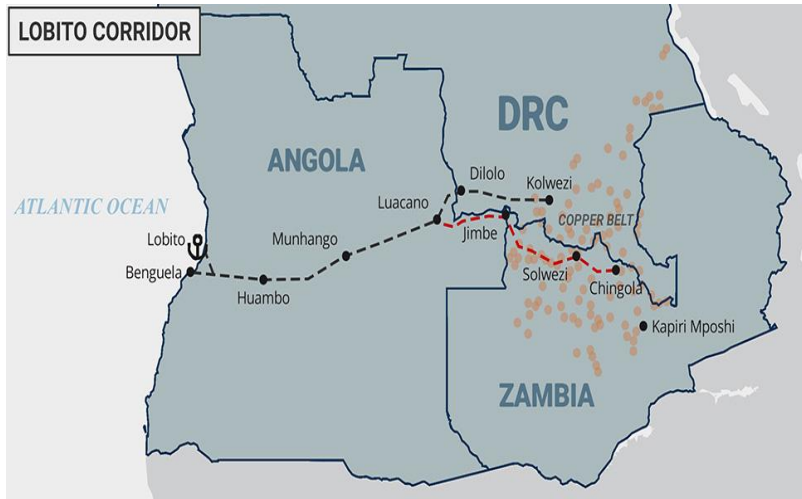 LOBITO CORRIDOR
DRC
ANGOLA
Dilolo
Kolwezi
ATLANTIC OCEAN
Luacano
COPPER BELT
Lobito
Munhango
Jimbe
Benguela
Solwezi
Chingola
Huambo
Kapiri Mposhi
ZAMBIA